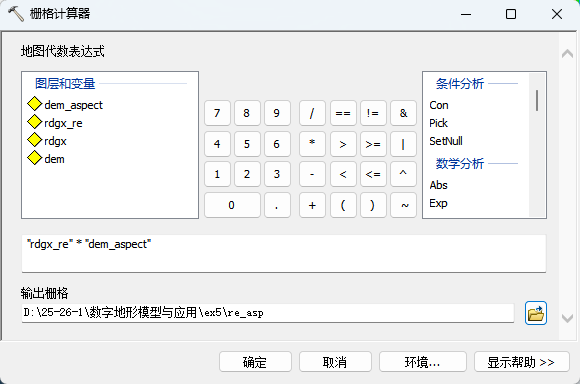 栅格计算器
地图代数表达式
图层和变量
dem_aspect
rdgx_re
rdgx
dem
7 8 9 / == != &
4 5 6 * > >= |
1 2 3 - < <= ^
0 . + ( ) ~
条件分析
Con
Pick
SetNull
数学分析
Abs
Exp
"rdgx_re" * "dem_aspect"
输出栅格
D:\25-26-1\数字地形模型与应用\ex5\re_asp
确定 取消 环境... 显示帮助 >>